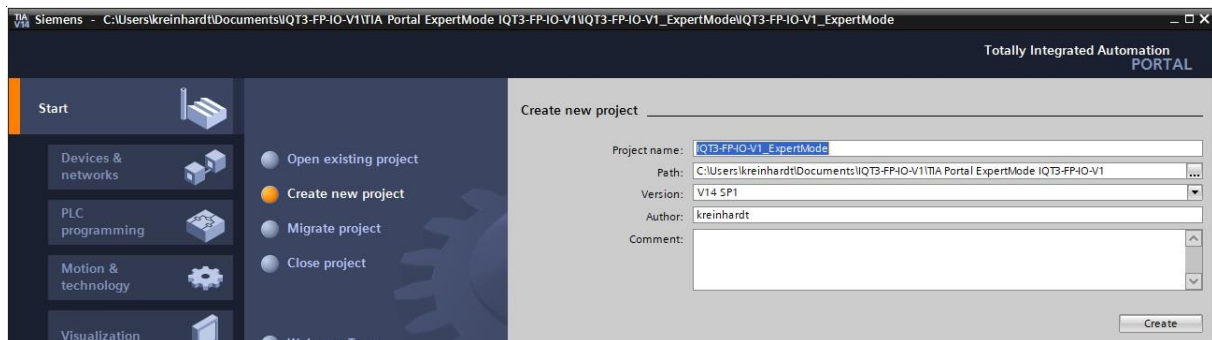 TIA V14 Siemens - C:\Users\kreinhardt\Documents\IQT3-FP-IO-V1\TIA Portal ExpertMode IQT3-FP-IO-V1\IQT3-FP-IO-V1_ExpertMode\IQT3-FP-IO-V1_ExpertMode
Totally Integrated Automation
PORTAL
Start
Devices &
networks
PLC
programming
Motion &
technology
Visualization
Open existing project
Create new project
Migrate project
Close project
Create new project
Project name: IQT3-FP-IO-V1_ExpertMode
Path: C:\Users\kreinhardt\Documents\IQT3-FP-IO-V1\TIA Portal ExpertMode IQT3-FP-IO-V1 ...
Version: V14 SP1
Author: kreinhardt
Comment:
Create